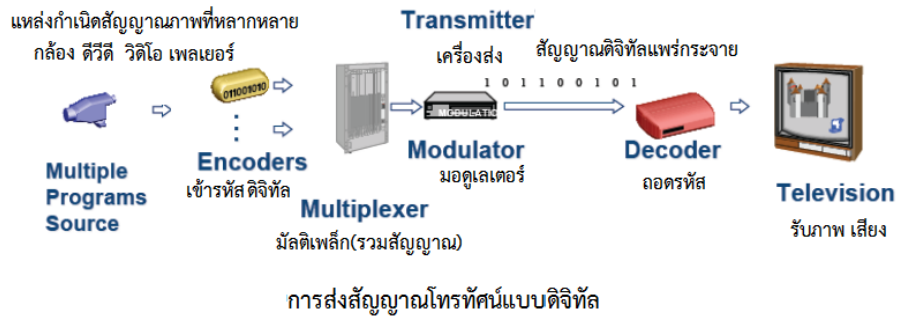 แหล่งกำเนิดสัญญาณภาพที่หลากหลาย
กล้อง ดีวีดี วิดิโอ เพลเยอร์
Transmitter
เครื่องส่ง
สัญญาณดิจิทัลแพร่กระจาย
1 0 1 1 0 0 1 0 1
011001010
MODULATIO
Multiple
Programs
Source
Encoders
เข้ารหัสดิจิทัล
Multiplexer
มัลติเพล็ก(รวมสัญญาณ)
Modulator
มอดูเลเตอร์
Decoder
ถอดรหัส
Television
รับภาพ เสียง
การส่งสัญญาณโทรทัศน์แบบดิจิทัล